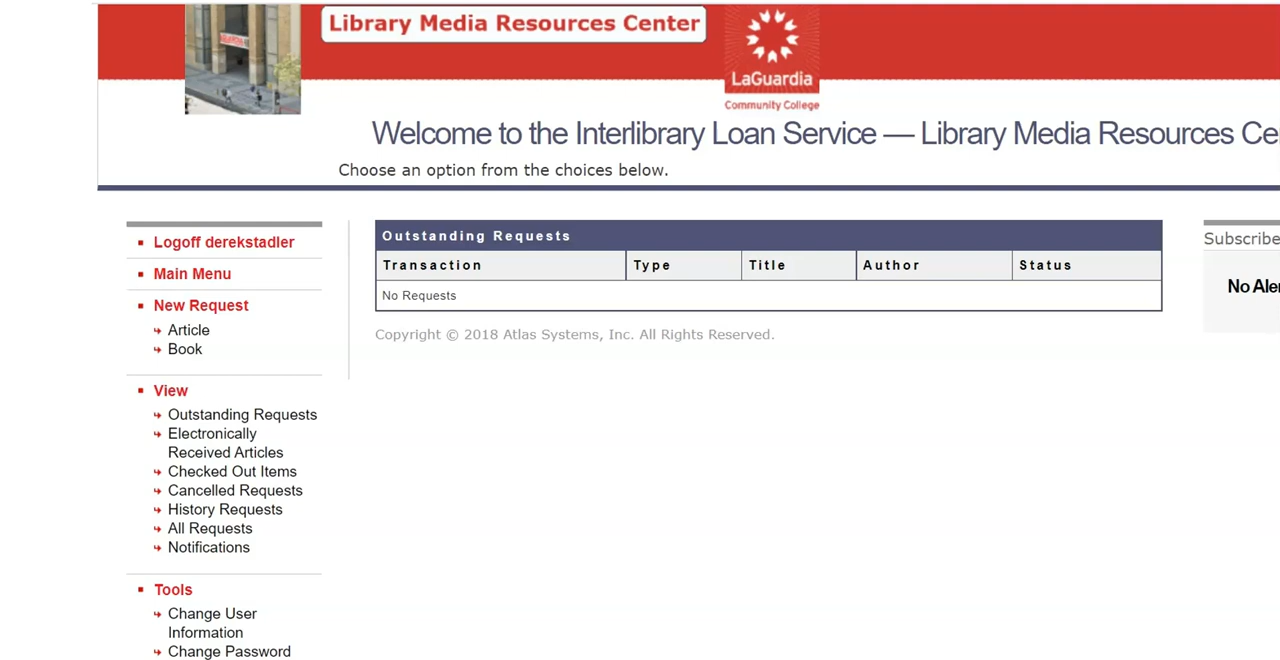 Library Media Resources Center
LaGuardia
Community College
Welcome to the Interlibrary Loan Service — Library Media Resources Ce
Choose an option from the choices below.
Logoff derekstadler
Main Menu
New Request
Article
Book
View
Outstanding Requests
Electronically
Received Articles
Checked Out Items
Cancelled Requests
History Requests
All Requests
Notifications
Tools
Change User
Information
Change Password
Outstanding Requests
Transaction Type Title Author Status
No Requests
Copyright © 2018 Atlas Systems, Inc. All Rights Reserved.
Subscribe
No Aler